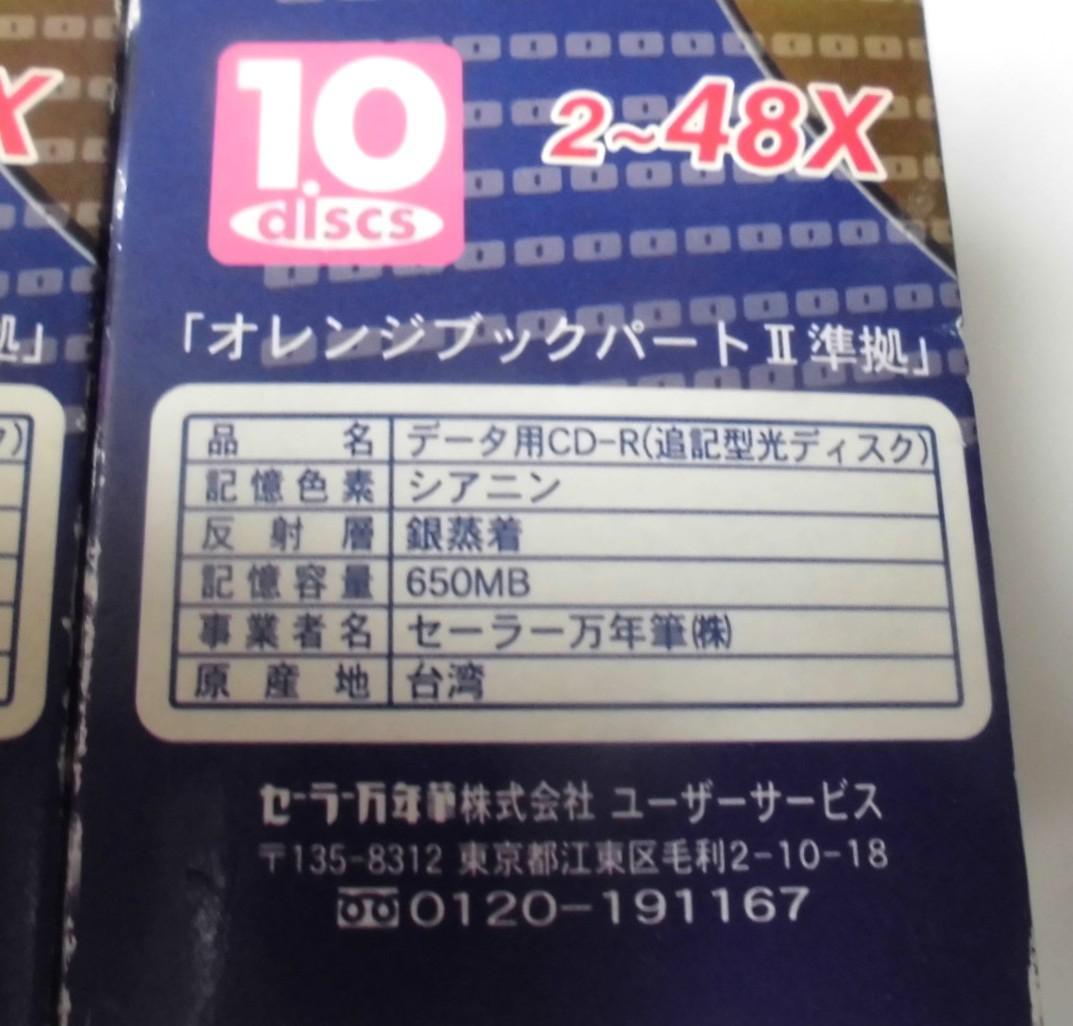 10
discs
2~48X
X
「オレンジブックパートⅡ準拠」
拠」
品名 データ用CD-R(追記型光ディスク)
ク)
記憶色素 シアニン
反射層 銀蒸着
記憶容量 650MB
事業者名 セーラー万年筆㈱
原産地 台湾
セーラー万年筆株式会社 ユーザーサービス
〒135-8312 東京都江東区毛利2-10-18
0120-191167